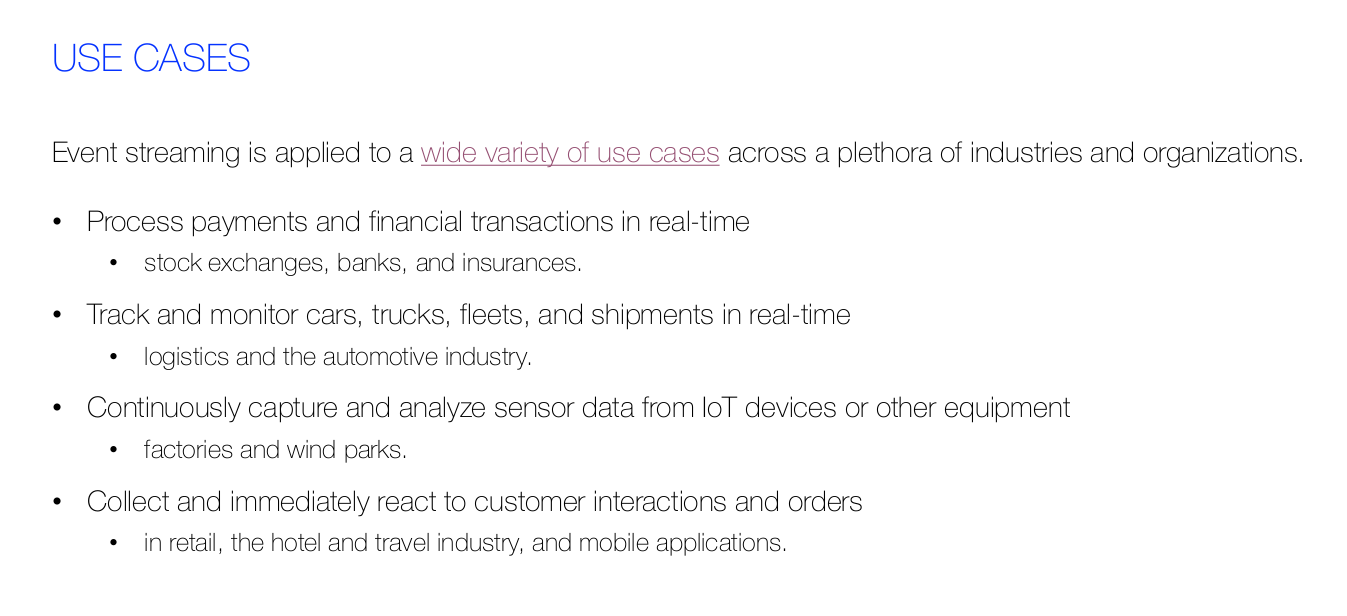 USE CASES
Event streaming is applied to a wide variety of use cases across a plethora of industries and organizations.
• Process payments and financial transactions in real-time
• stock exchanges, banks, and insurances.
• Track and monitor cars, trucks, fleets, and shipments in real-time
• logistics and the automotive industry.
• Continuously capture and analyze sensor data from IoT devices or other equipment
• factories and wind parks.
• Collect and immediately react to customer interactions and orders
• in retail, the hotel and travel industry, and mobile applications.